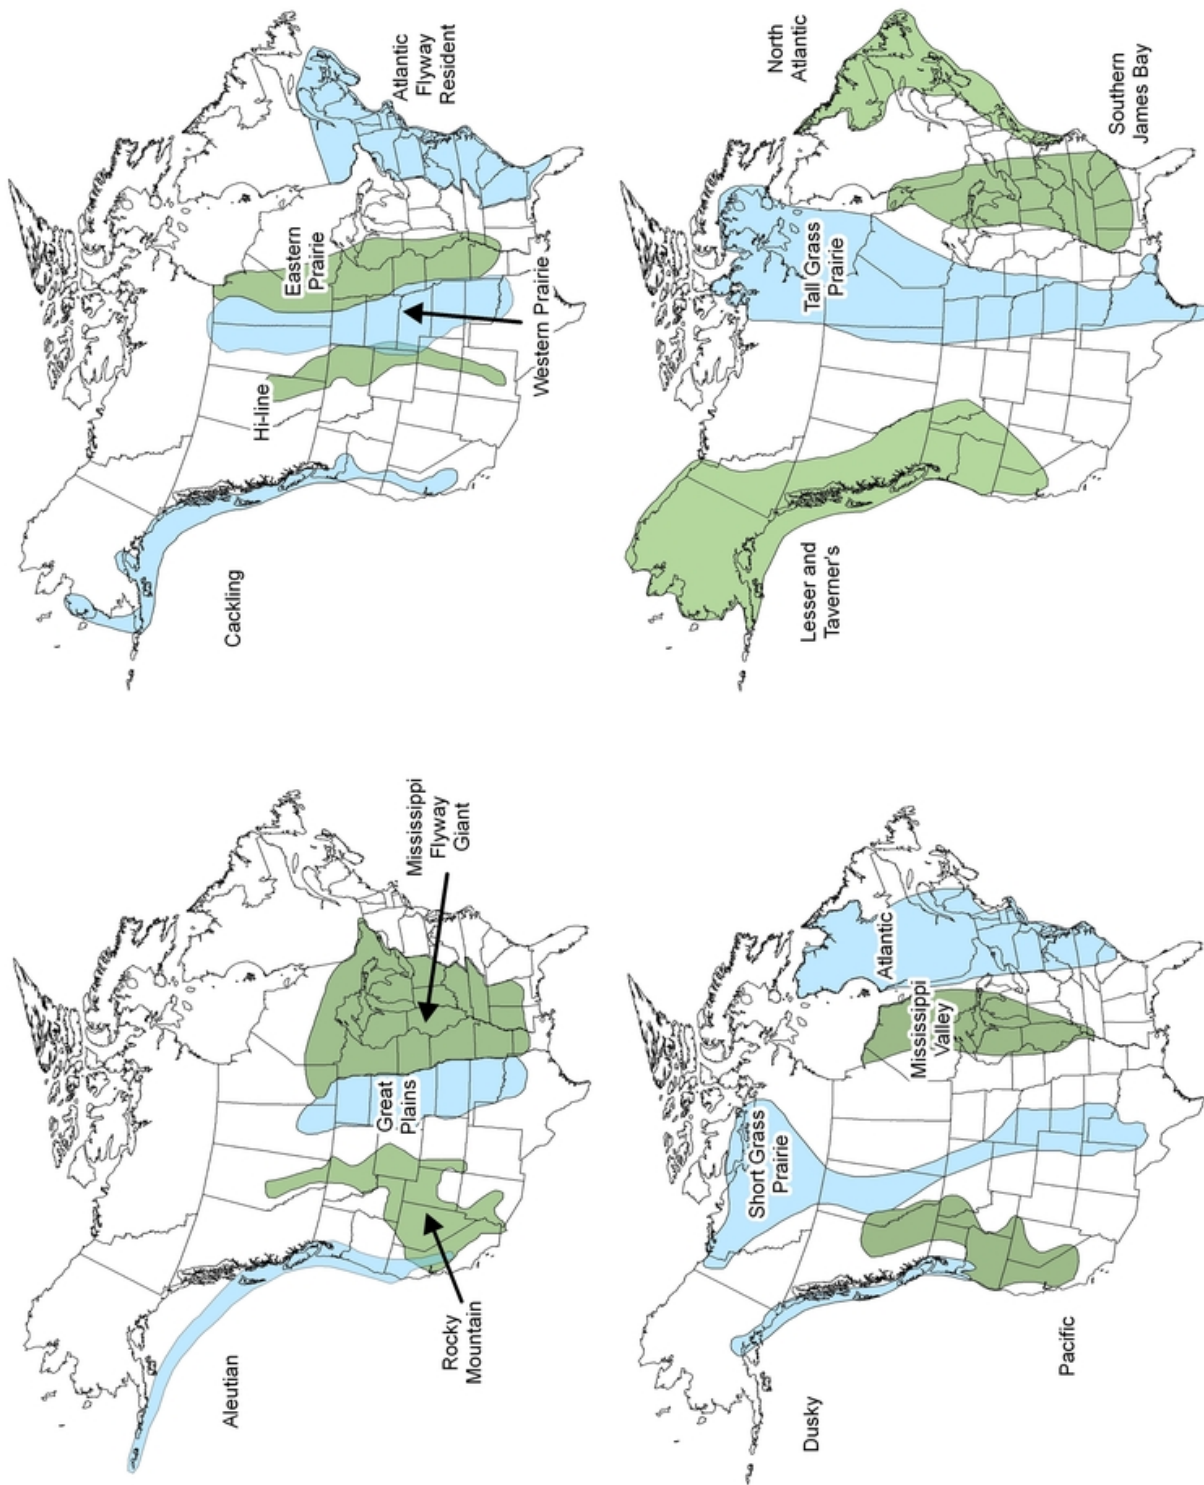 Aleutian
Rocky
Mountain
Great
Plains
Mississippi
Flyway
Giant
Cackling
Hi-line
Eastern
Prairie
Western Prairie
Atlantic
Flyway
Resident
Dusky
Pacific
Short Grass
Prairie
Mississippi
Valley
Atlantic
Lesser and
Taverner's
Tall Grass
Prairie
North
Atlantic
Southern
James Bay